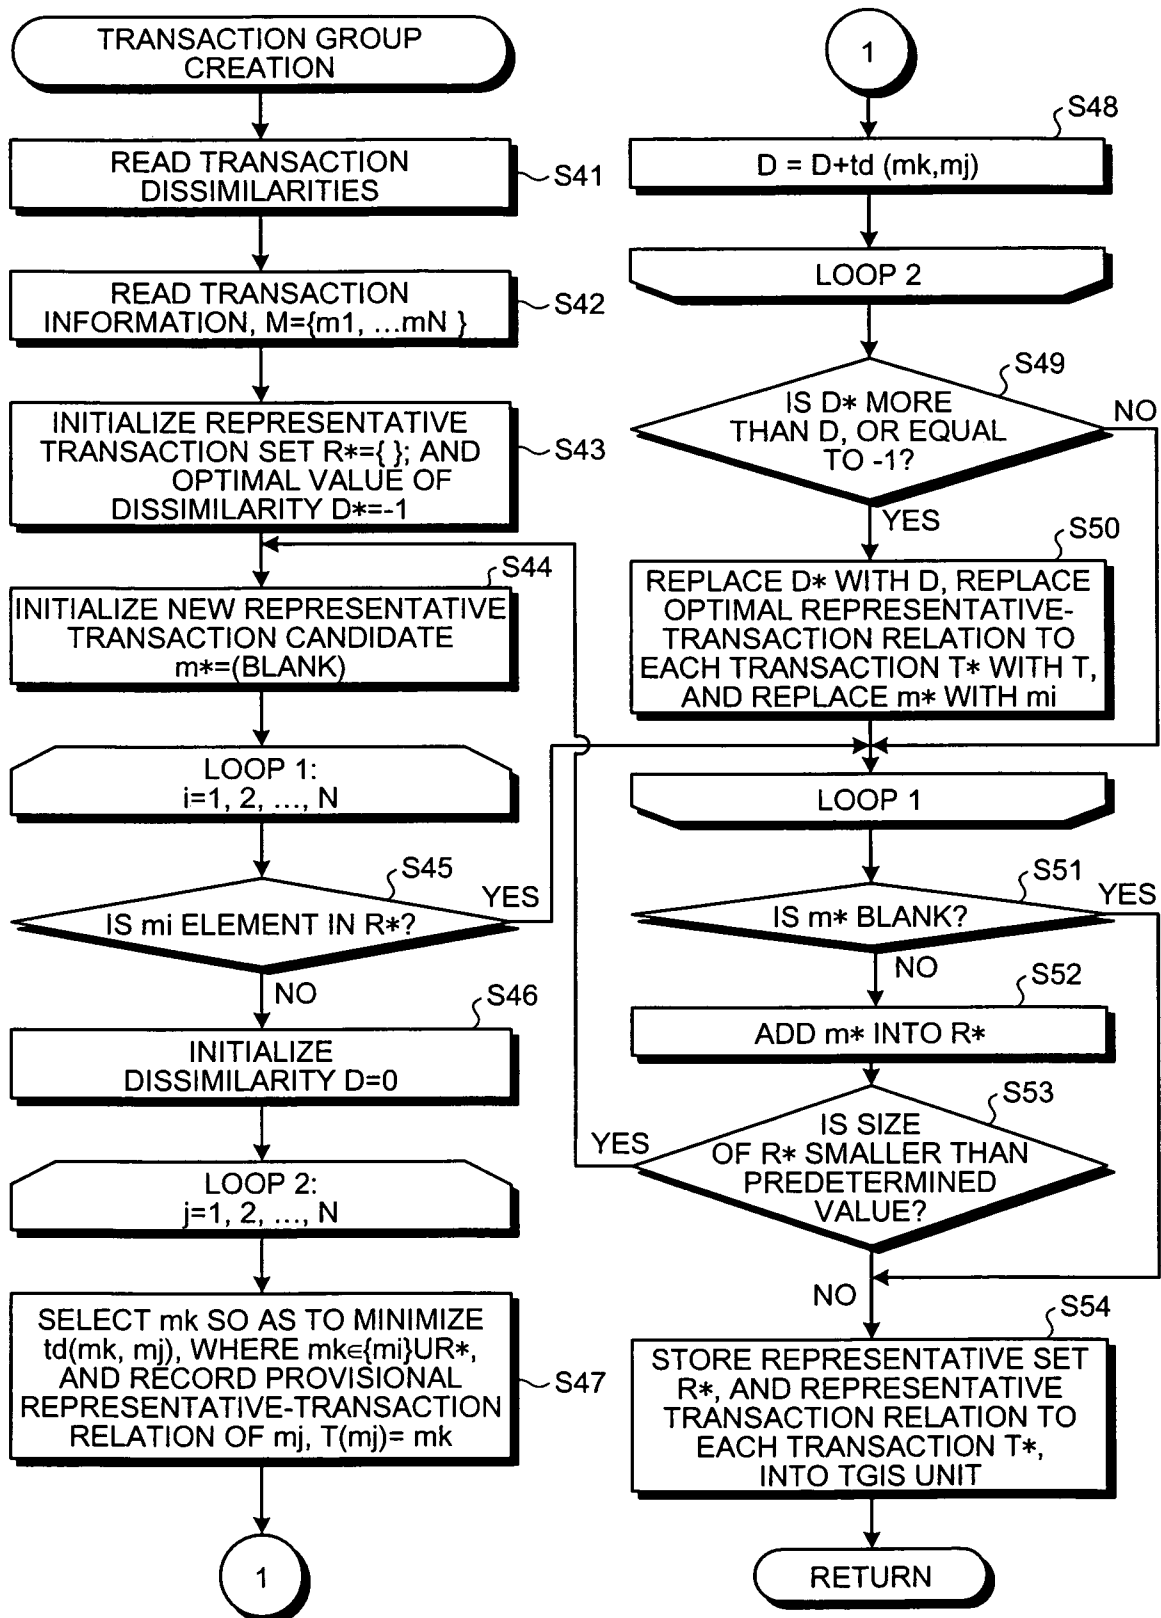 TRANSACTION GROUP
CREATION
READ TRANSACTION
DISSIMILARITIES
S41
READ TRANSACTION
INFORMATION, M={m1, ...mN }
S42
INITIALIZE REPRESENTATIVE
TRANSACTION SET R*={ }; AND
OPTIMAL VALUE OF
DISSIMILARITY D*=-1
S43
S44
INITIALIZE NEW REPRESENTATIVE
TRANSACTION CANDIDATE
m*=(BLANK)
LOOP 1:
i=1, 2, ..., N
S45
YES
IS mi ELEMENT IN R*?
NO
S46
INITIALIZE
DISSIMILARITY D=0
LOOP 2:
j=1, 2, ..., N
SELECT mk SO AS TO MINIMIZE
td(mk, mj), WHERE mk∈{mi}UR*,
AND RECORD PROVISIONAL
REPRESENTATIVE-TRANSACTION
RELATION OF mj, T(mj)= mk
S47
1
1
S48
D = D+td (mk,mj)
LOOP 2
S49
IS D* MORE
THAN D, OR EQUAL
TO -1?
NO
YES
S50
REPLACE D* WITH D, REPLACE
OPTIMAL REPRESENTATIVE-
TRANSACTION RELATION TO
EACH TRANSACTION T* WITH T,
AND REPLACE m* WITH mi
LOOP 1
S51
YES
IS m* BLANK?
NO
S52
ADD m* INTO R*
S53
YES
IS SIZE
OF R* SMALLER THAN
PREDETERMINED
VALUE?
NO
S54
STORE REPRESENTATIVE SET
R*, AND REPRESENTATIVE
TRANSACTION RELATION TO
EACH TRANSACTION T*,
INTO TGIS UNIT
RETURN